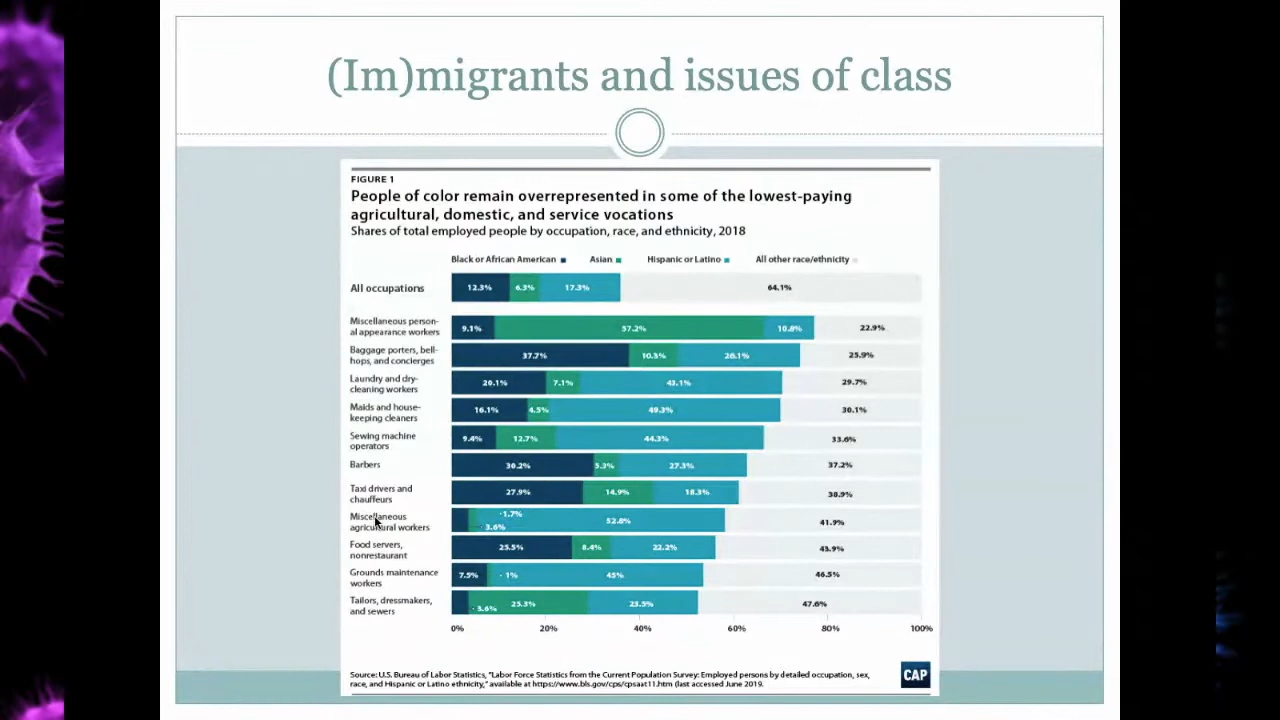 (Im)migrants and issues of class
FIGURE 1
People of color remain overrepresented in some of the lowest-paying
agricultural, domestic, and service vocations
Shares of total employed people by occupation, race, and ethnicity, 2018
Black or African American Asian Hispanic or Latino All other race/ethnicity
All occupations 12.3% 6.3% 17.3% 64.1%
Miscellaneous person-
al appearance workers 9.1% 57.2% 10.8% 22.9%
Baggage porters, bell-
hops, and concierges 37.7% 10.3% 26.1% 25.9%
Laundry and dry-
cleaning workers 20.1% 7.1% 43.1% 29.7%
Maids and house-
keeping cleaners 16.1% 4.5% 49.3% 30.1%
Sewing machine
operators 9.4% 12.7% 44.3% 33.6%
Barbers 30.2% 5.3% 27.3% 37.2%
Taxi drivers and
chauffeurs 27.9% 14.9% 18.3% 38.9%
Miscellaneous
agricultural workers 3.6% 1.7% 52.8% 41.9%
Food servers,
nonrestaurant 25.5% 8.4% 22.2% 43.9%
Grounds maintenance
workers 7.5% 1% 45% 46.5%
Tailors, dressmakers,
and sewers 3.6% 25.3% 23.5% 47.6%
0% 20% 40% 60% 80% 100%
Source: U.S. Bureau of Labor Statistics, "Labor Force Statistics from the Current Population Survey: Employed persons by detailed occupation, sex,
race, and Hispanic or Latino ethnicity," available at https://www.bls.gov/cps/cpsaat11.htm (last accessed June 2019.
CAP